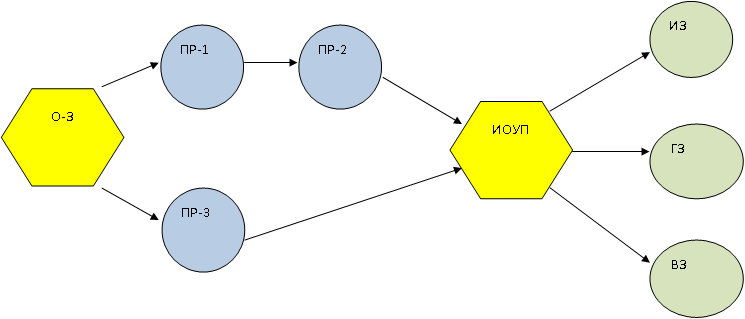 ПР-1
ПР-2
ИЗ
О-З
ИОУП
ГЗ
ПР-3
ВЗ